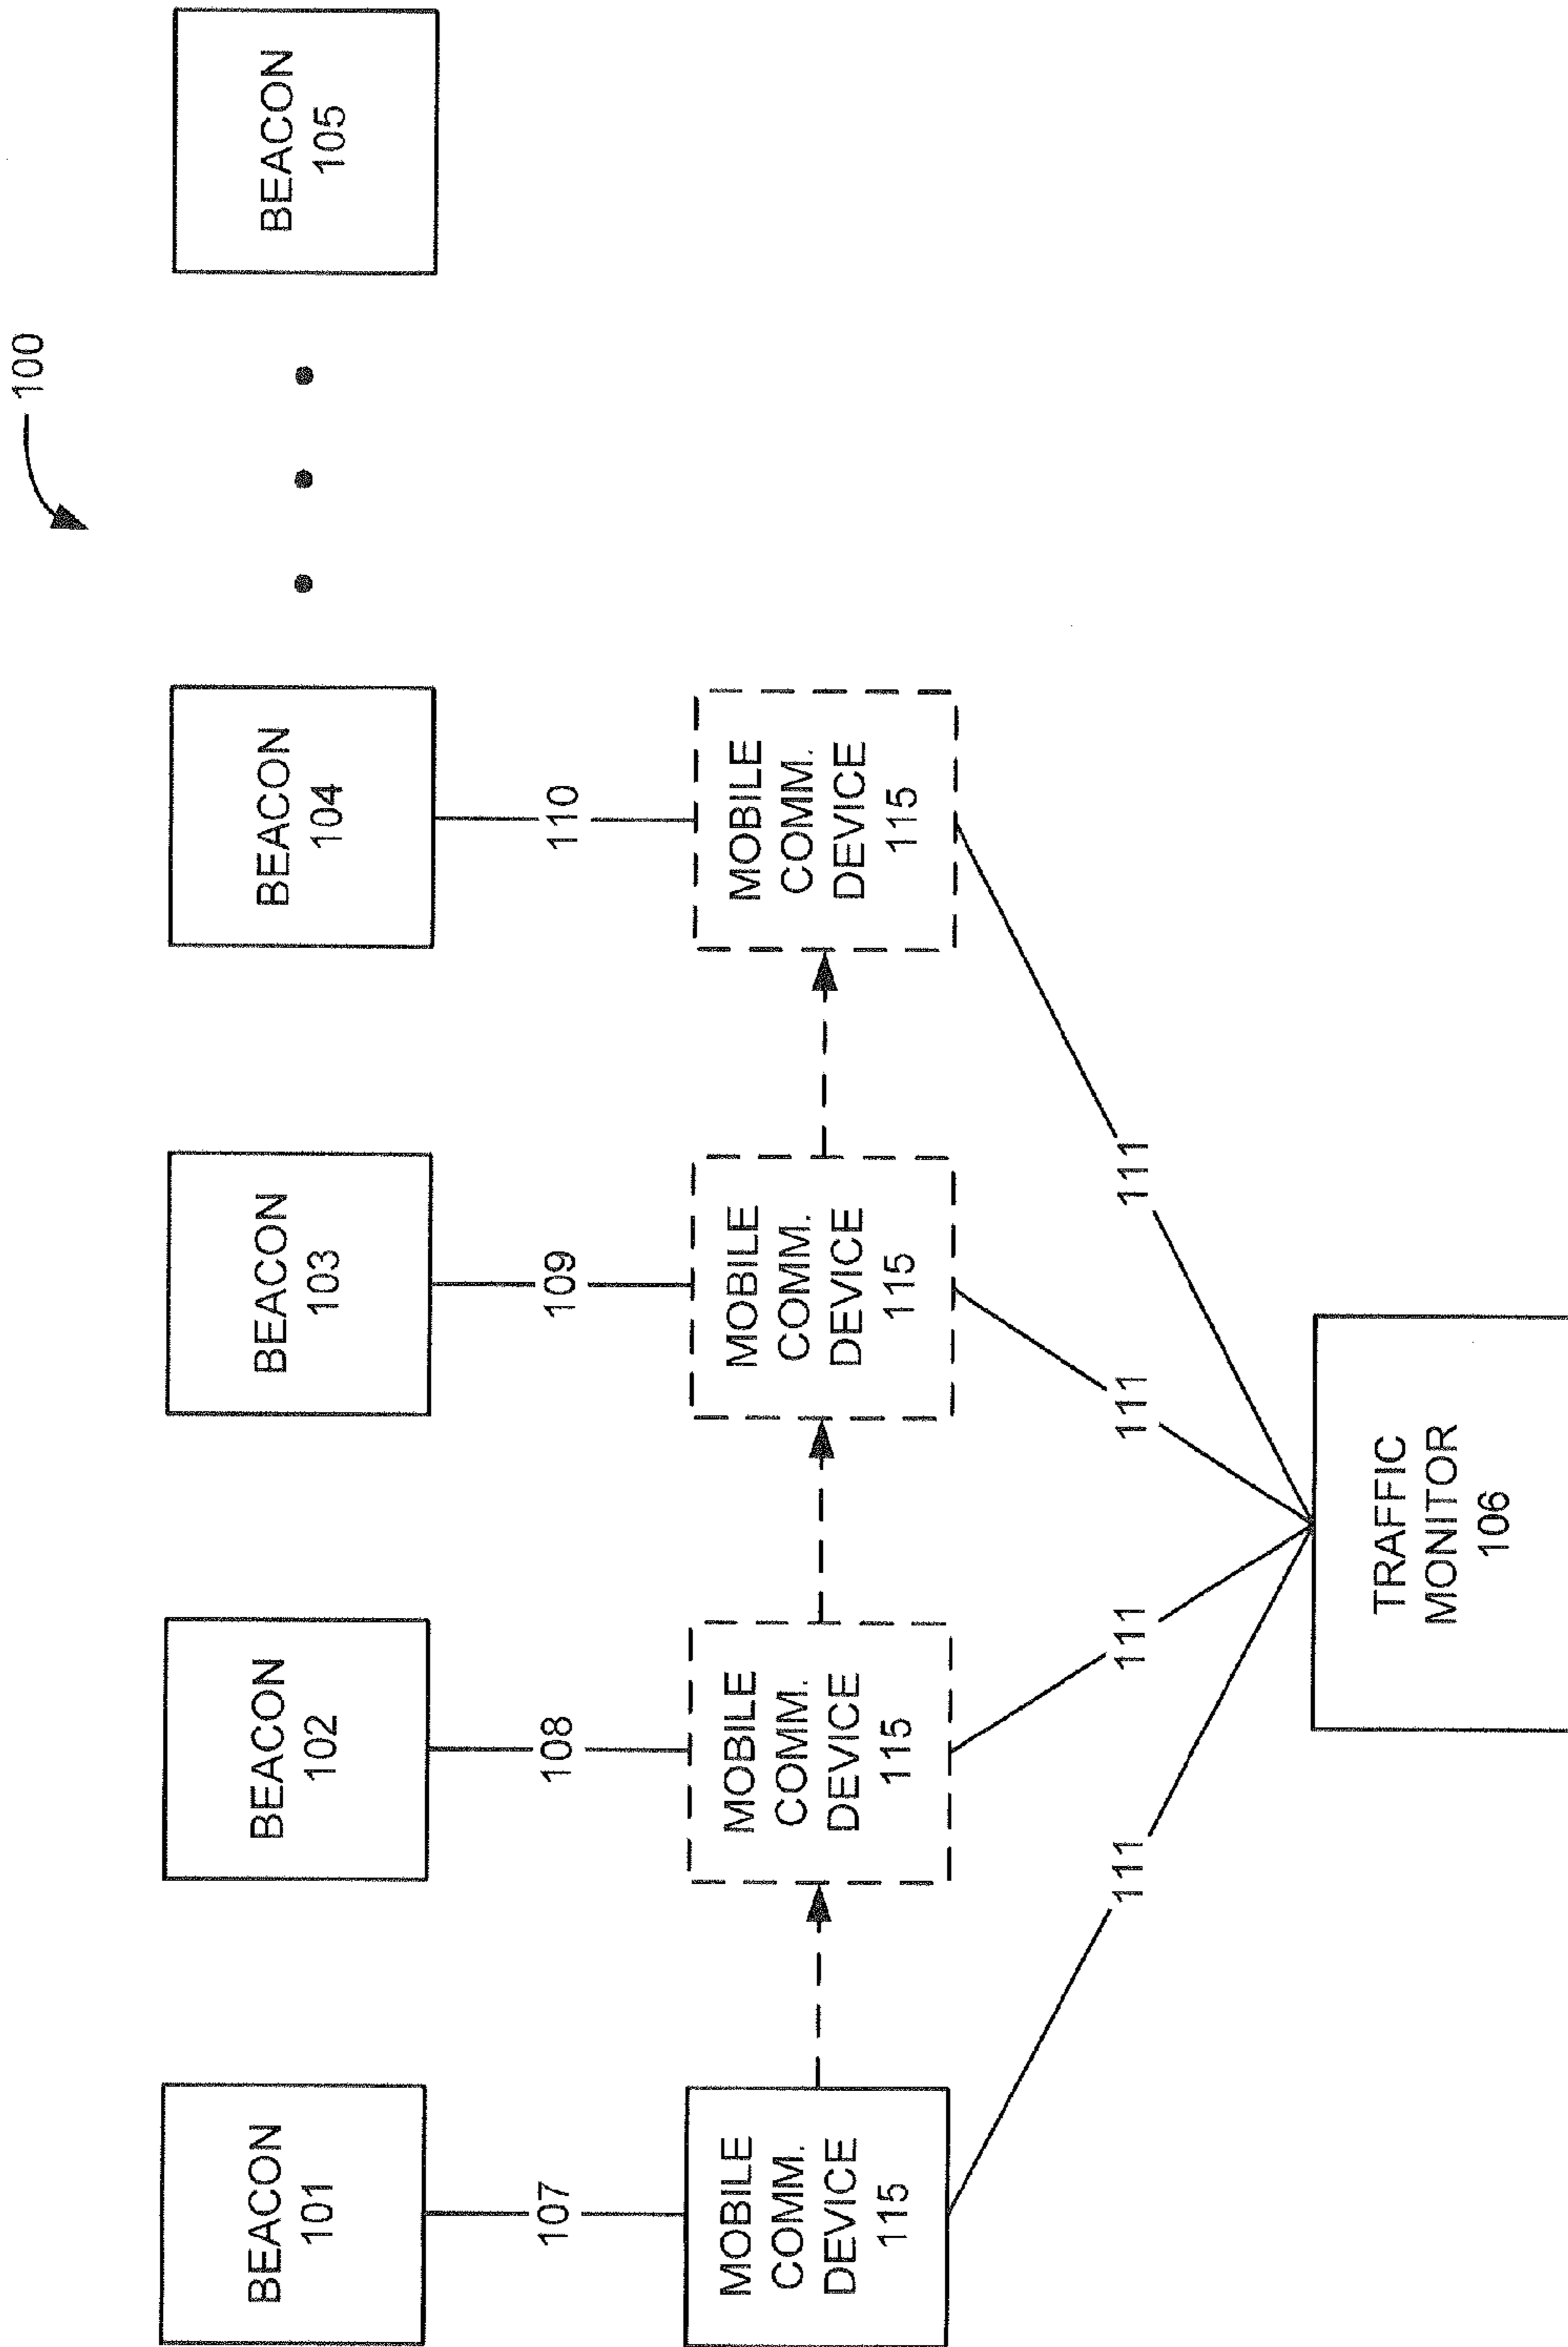 100
BEACON
101
BEACON
102
BEACON
103
BEACON
104
BEACON
105
107
108
109
110
MOBILE
COMM.
DEVICE
115
MOBILE
COMM.
DEVICE
115
MOBILE
COMM.
DEVICE
115
MOBILE
COMM.
DEVICE
115
111
111
111
111
TRAFFIC
MONITOR
106